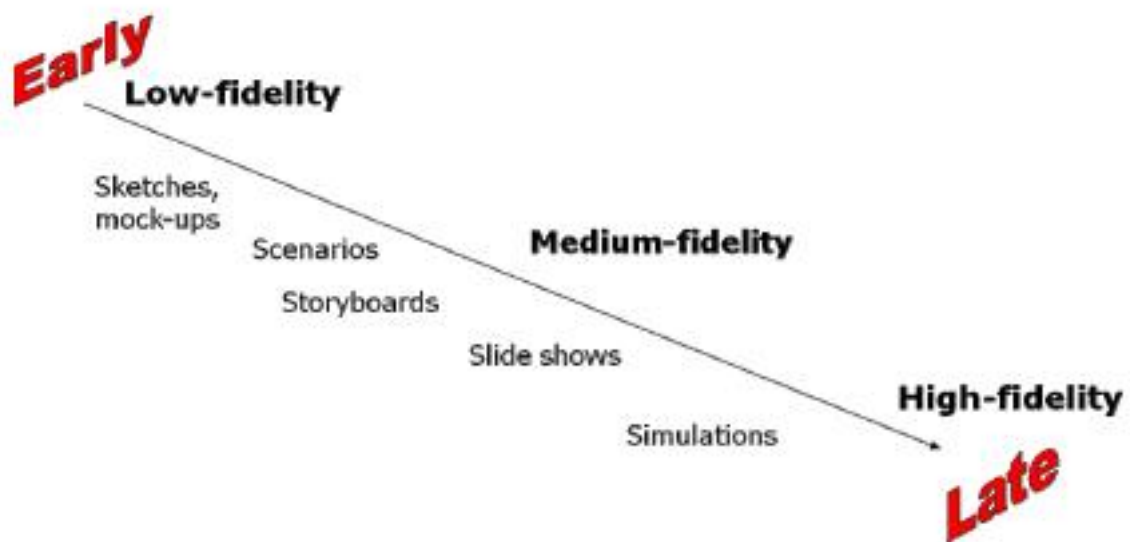 Early
Low-fidelity
Sketches,
mock-ups
Scenarios
Medium-fidelity
Storyboards
Slide shows
High-fidelity
Simulations
Late